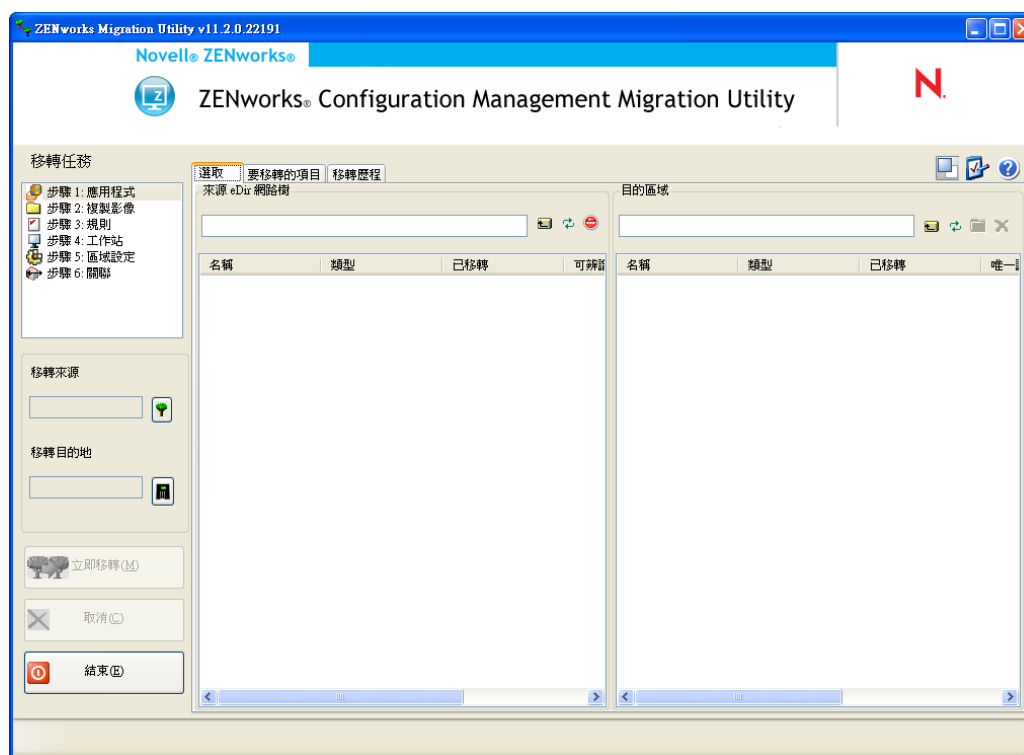 ZENworks Migration Utility v11.2.0.22191
Novell® ZENworks®
ZENworks® Configuration Management Migration Utility
N.
移轉任務
步驟 1: 應用程式
步驟 2: 複製影像
步驟 3: 規則
步驟 4: 工作站
步驟 5: 區域設定
步驟 6: 關聯
移轉來源
移轉目的地
立即移轉(M)
取消(C)
結束(E)
選取 要移轉的項目 移轉歷程
來源 eDir 網路樹
名稱 類型 已移轉 可辨
目的區域
名稱 類型 已移轉 唯一